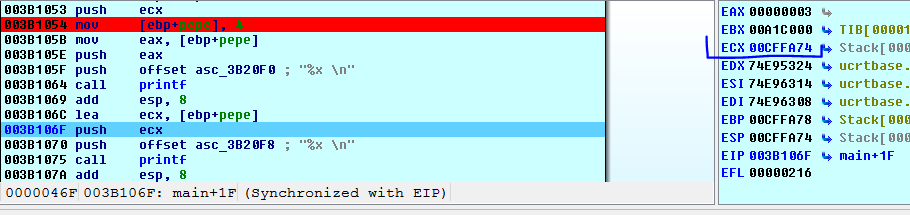 003B1053 push ecx
003B1054 mov [ebp+pepe], A
003B105B mov eax, [ebp+pepe]
003B105E push eax
003B105F push offset asc_3B20F0 ; "%x \n"
003B1064 call printf
003B1069 add esp, 8
003B106C lea ecx, [ebp+pepe]
003B106F push ecx
003B1070 push offset asc_3B20F8 ; "%x \n"
003B1075 call printf
003B107A add esp, 8
0000046F 003B106F: main+1F (Synchronized with EIP)
EAX 00000003
EBX 00A1C000 TIB[00001
ECX 00CFFA74 Stack[000
EDX 74E95324 ucrtbase.
ESI 74E96314 ucrtbase.
EDI 74E96308 ucrtbase.
EBP 00CFFA78 Stack[000
ESP 00CFFA74 Stack[000
EIP 003B106F main+1F
EFL 00000216